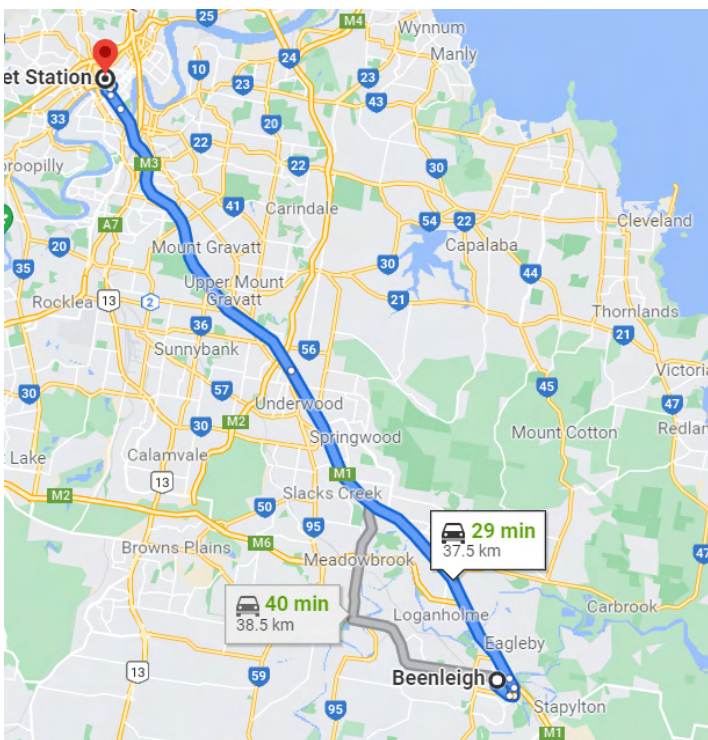 25
M4
Wynnum
Manly
24
10
et Station
23
23
43
33
20
22
M3
22
30
oroopilly
41
Carindale
54
22
Cleveland
A7
20
Mount Gravatt
Capalaba
35
30
44
Upper Mount
Gravatt
Rocklea
13
2
21
Thornlands
36
21
Sunnybank
56
Victoria
57
45
30
Underwood
47
M2
30
Springwood
Mount Cotton
Redlan
Calamvale
t Lake
13
M1
Slacks Creek
M2
50
95
29 min
37.5 km
M6
Browns Plains
Meadowbrook
47
40 min
38.5 km
Carbrook
Loganholme
Eagleby
13
59
Beenleigh
95
Stapylton
M1